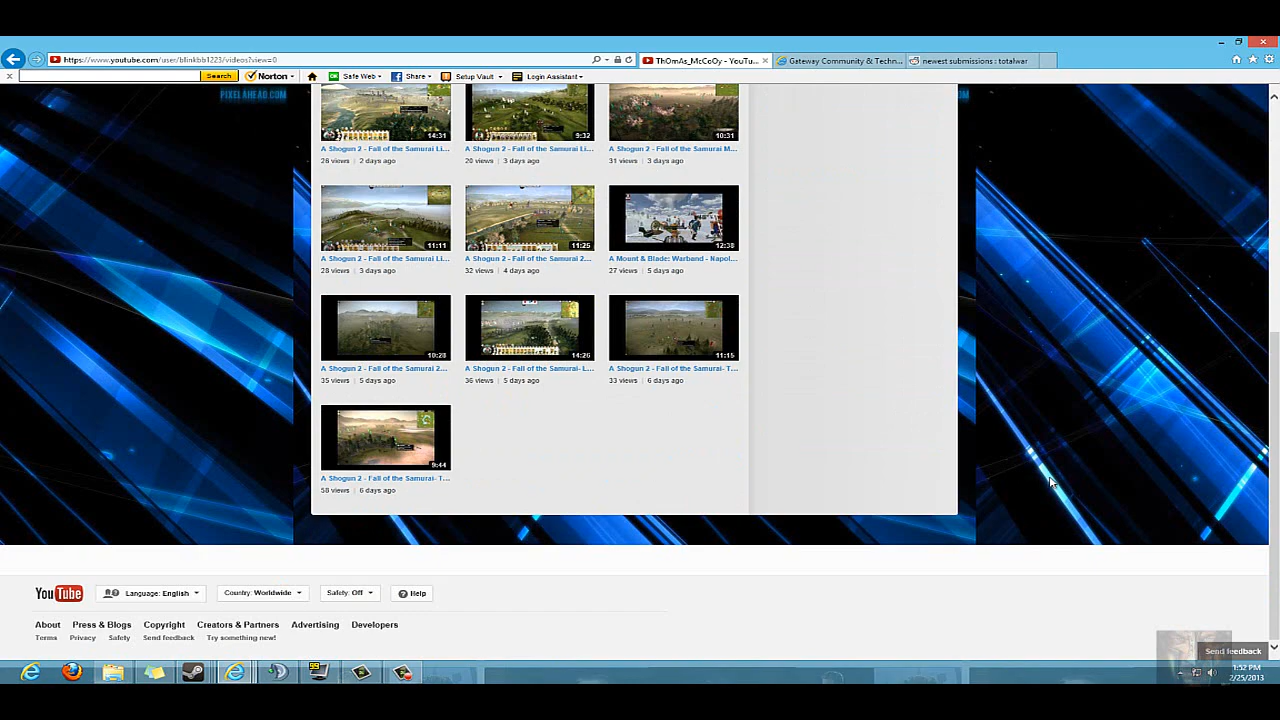 https://www.youtube.com/user/blinkbb1223/videos?view=0
ThOmAs_McCoOy - YouTu...
Gateway Community & Techn...
newest submissions : totalwar
Search
Norton
Safe Web
Share
Setup Vault
Login Assistant
PIXELAHEAD.COM
OM
14:31
9:32
10:31
A Shogun 2 - Fall of the Samurai Li...
A Shogun 2 - Fall of the Samurai Li...
A Shogun 2 - Fall of the Samurai M...
26 views | 2 days ago
20 views | 3 days ago
31 views | 3 days ago
11:11
11:25
12:38
A Shogun 2 - Fall of the Samurai Li...
A Shogun 2 - Fall of the Samurai 2...
A Mount & Blade: Warband - Napol...
28 views | 3 days ago
32 views | 4 days ago
27 views | 5 days ago
10:28
14:26
11:15
A Shogun 2 - Fall of the Samurai 2...
A Shogun 2 - Fall of the Samurai- L...
A Shogun 2 - Fall of the Samurai- T...
35 views | 5 days ago
36 views | 5 days ago
33 views | 6 days ago
9:44
A Shogun 2 - Fall of the Samurai- T...
58 views | 6 days ago
YouTube
Language: English
Country: Worldwide
Safety: Off
Help
About Press & Blogs Copyright Creators & Partners Advertising Developers
Terms Privacy Safety Send feedback Try something new!
Send feedback
99
1:52 PM
2/25/2013